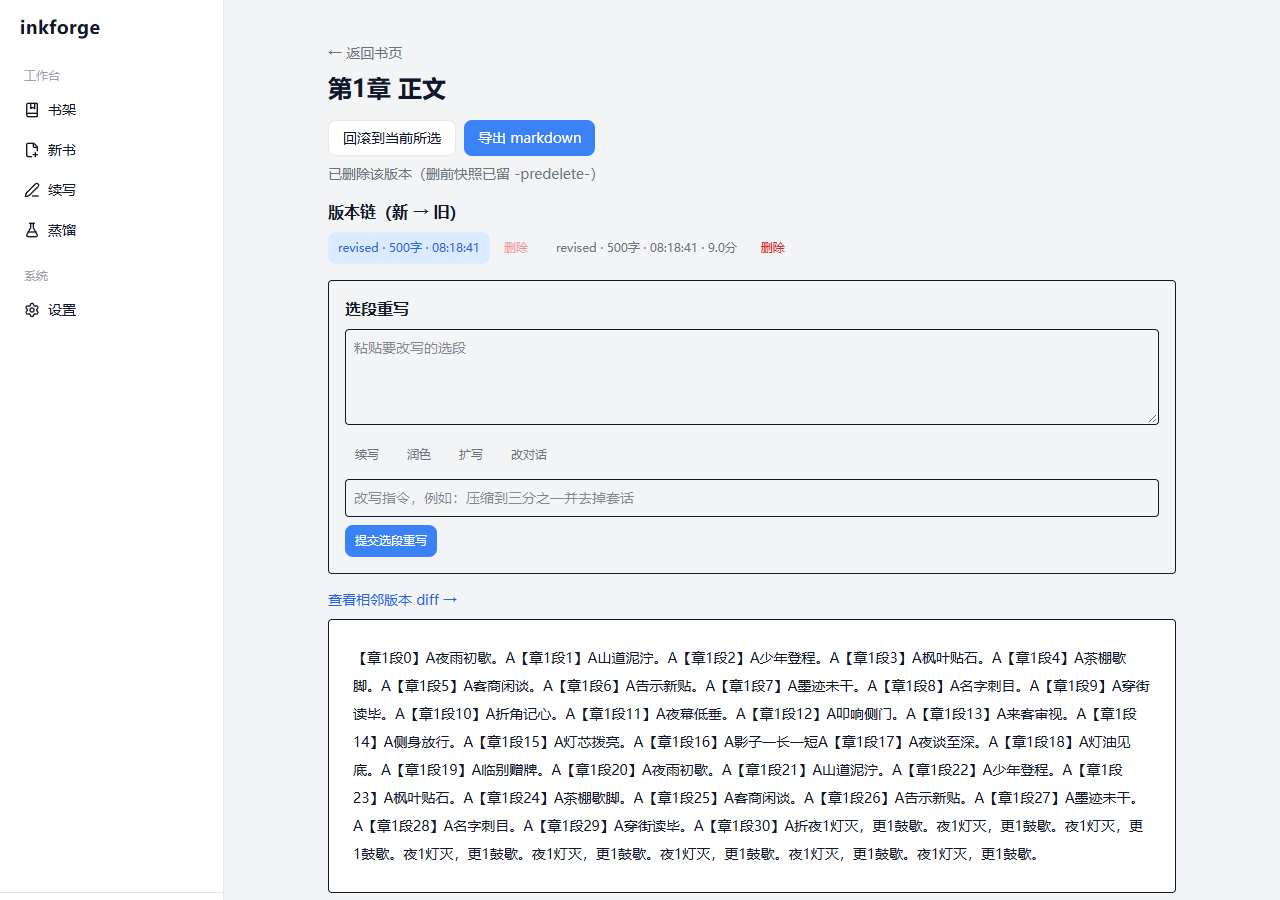 inkforge
工作台
书架
新书
续写
蒸馏
系统
设置
← 返回书页
第1章 正文
回滚到当前所选
导出 markdown
已删除该版本（删前快照已留 -predelete-）
版本链（新 → 旧）
revised · 500字 · 08:18:41 删除 revised · 500字 · 08:18:41 · 9.0分 删除
选段重写
粘贴要改写的选段
续写 润色 扩写 改对话
改写指令，例如：压缩到三分之一并去掉套话
提交选段重写
查看相邻版本 diff →
【章1段0】A夜雨初歇。A【章1段1】A山道泥泞。A【章1段2】A少年登程。A【章1段3】A枫叶贴石。A【章1段4】A茶棚歇
脚。A【章1段5】A客商闲谈。A【章1段6】A告示新贴。A【章1段7】A墨迹未干。A【章1段8】A名字刺目。A【章1段9】A穿街
读毕。A【章1段10】A折角记心。A【章1段11】A夜幕低垂。A【章1段12】A叩响侧门。A【章1段13】A来客审视。A【章1段
14】A侧身放行。A【章1段15】A灯芯拨亮。A【章1段16】A影子一长一短A【章1段17】A夜谈至深。A【章1段18】A灯油见
底。A【章1段19】A临别赠牌。A【章1段20】A夜雨初歇。A【章1段21】A山道泥泞。A【章1段22】A少年登程。A【章1段
23】A枫叶贴石。A【章1段24】A茶棚歇脚。A【章1段25】A客商闲谈。A【章1段26】A告示新贴。A【章1段27】A墨迹未干。
A【章1段28】A名字刺目。A【章1段29】A穿街读毕。A【章1段30】A折夜1灯灭，更1鼓歇。夜1灯灭，更1鼓歇。夜1灯灭，更
1鼓歇。夜1灯灭，更1鼓歇。夜1灯灭，更1鼓歇。夜1灯灭，更1鼓歇。夜1灯灭，更1鼓歇。夜1灯灭，更1鼓歇。